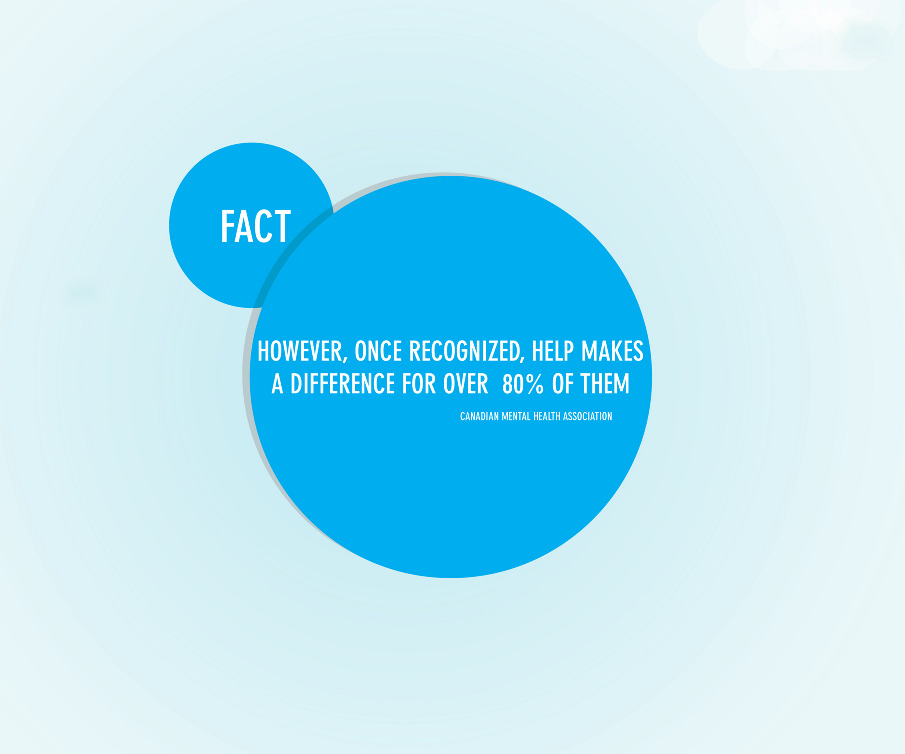 FACT
HOWEVER, ONCE RECOGNIZED, HELP MAKES
A DIFFERENCE FOR OVER 80% OF THEM
CANADIAN MENTAL HEALTH ASSOCIATION